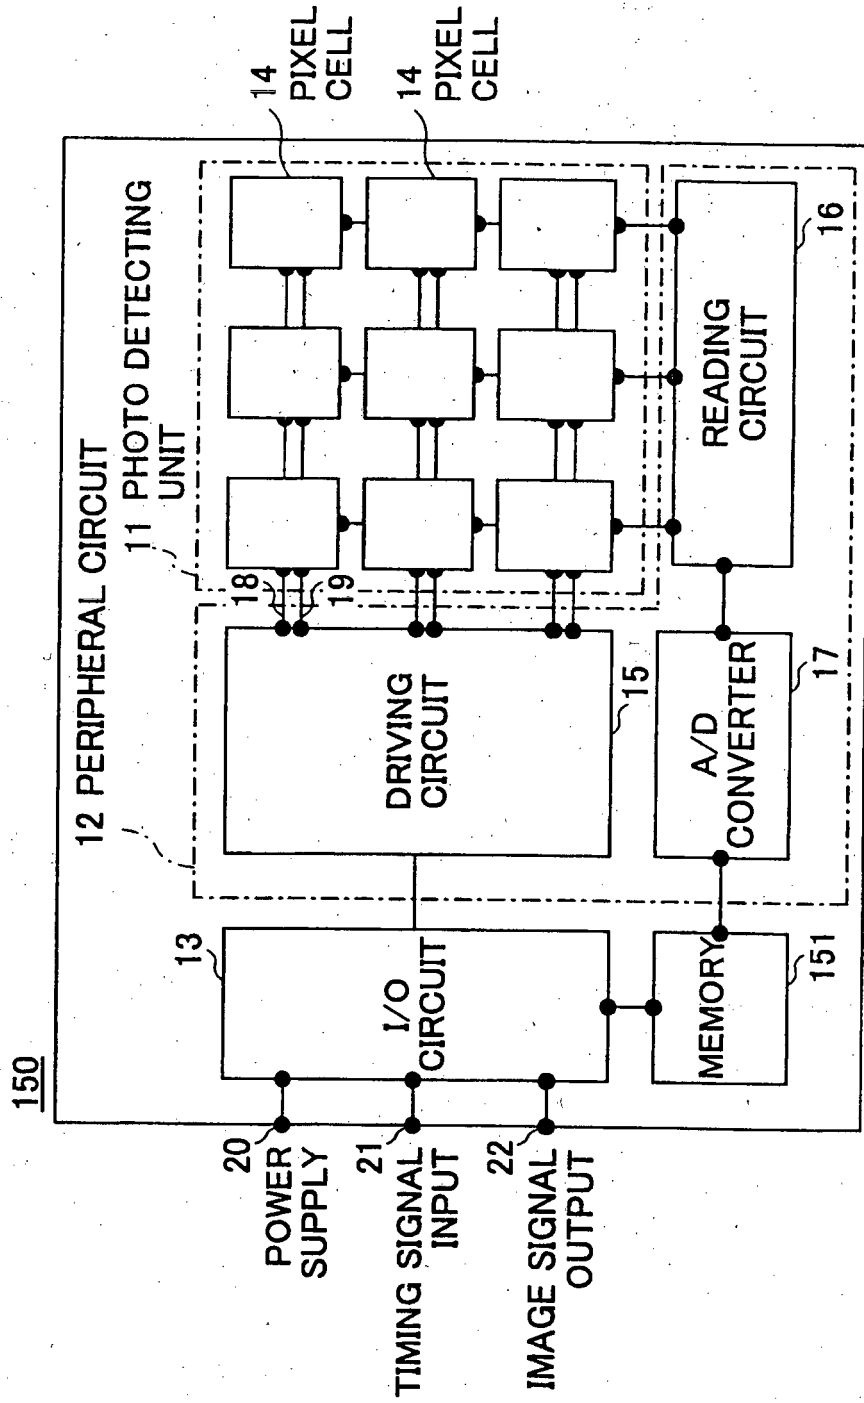 150
12 PERIPHERAL CIRCUIT
11 PHOTO DETECTING
UNIT
14
PIXEL
CELL
14
PIXEL
CELL
13
18
19
20
POWER
SUPPLY
21
TIMING SIGNAL
INPUT
22
IMAGE SIGNAL
OUTPUT
I/O
CIRCUIT
DRIVING
CIRCUIT
15
READING
CIRCUIT
16
MEMORY
151
A/D
CONVERTER
17